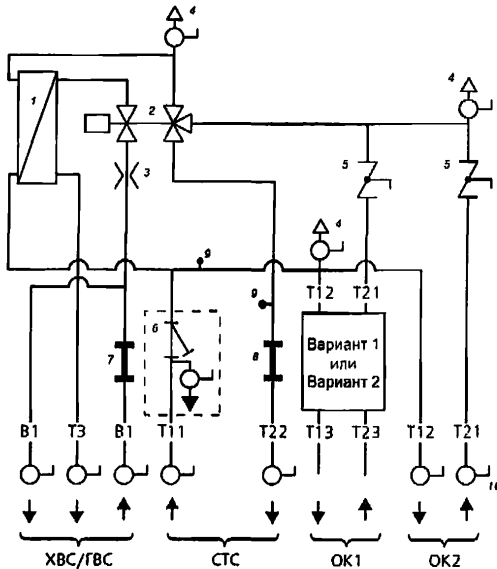 4
1
2
4
3
5
5
9
4
9
T12
T21
6
7
8
Вариант 1
или
Вариант 2
B1
T3
B1
T11
T22
T13
T23
T12
T21
ХВС/ГВС
СТС
ОК1
ОК2